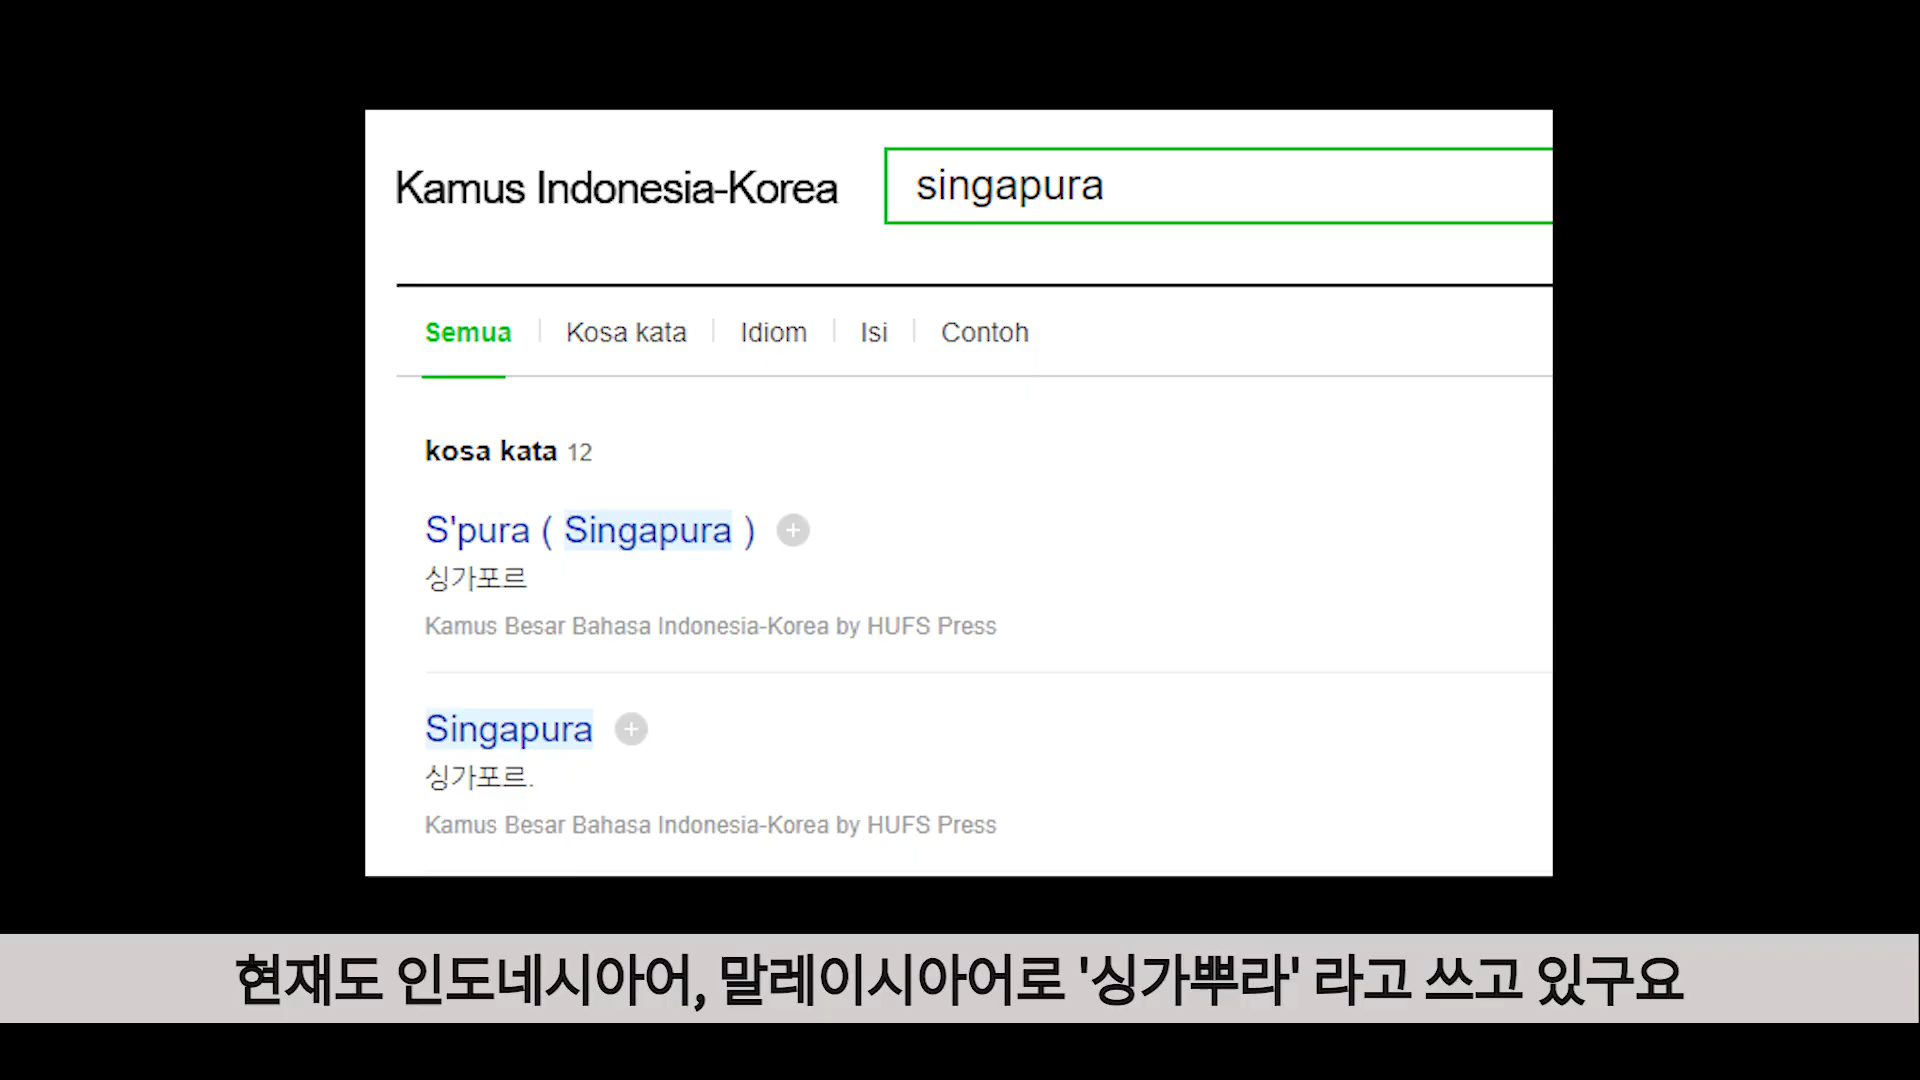 Kamus Indonesia-Korea
singapura
Semua Kosa kata Idiom Isi Contoh
kosa kata 12
S'pura ( Singapura )
싱가포르
Kamus Besar Bahasa Indonesia-Korea by HUFS Press
Singapura
싱가포르.
Kamus Besar Bahasa Indonesia-Korea by HUFS Press
현재도 인도네시아어, 말레이시아어로 '싱가뿌라' 라고 쓰고 있구요